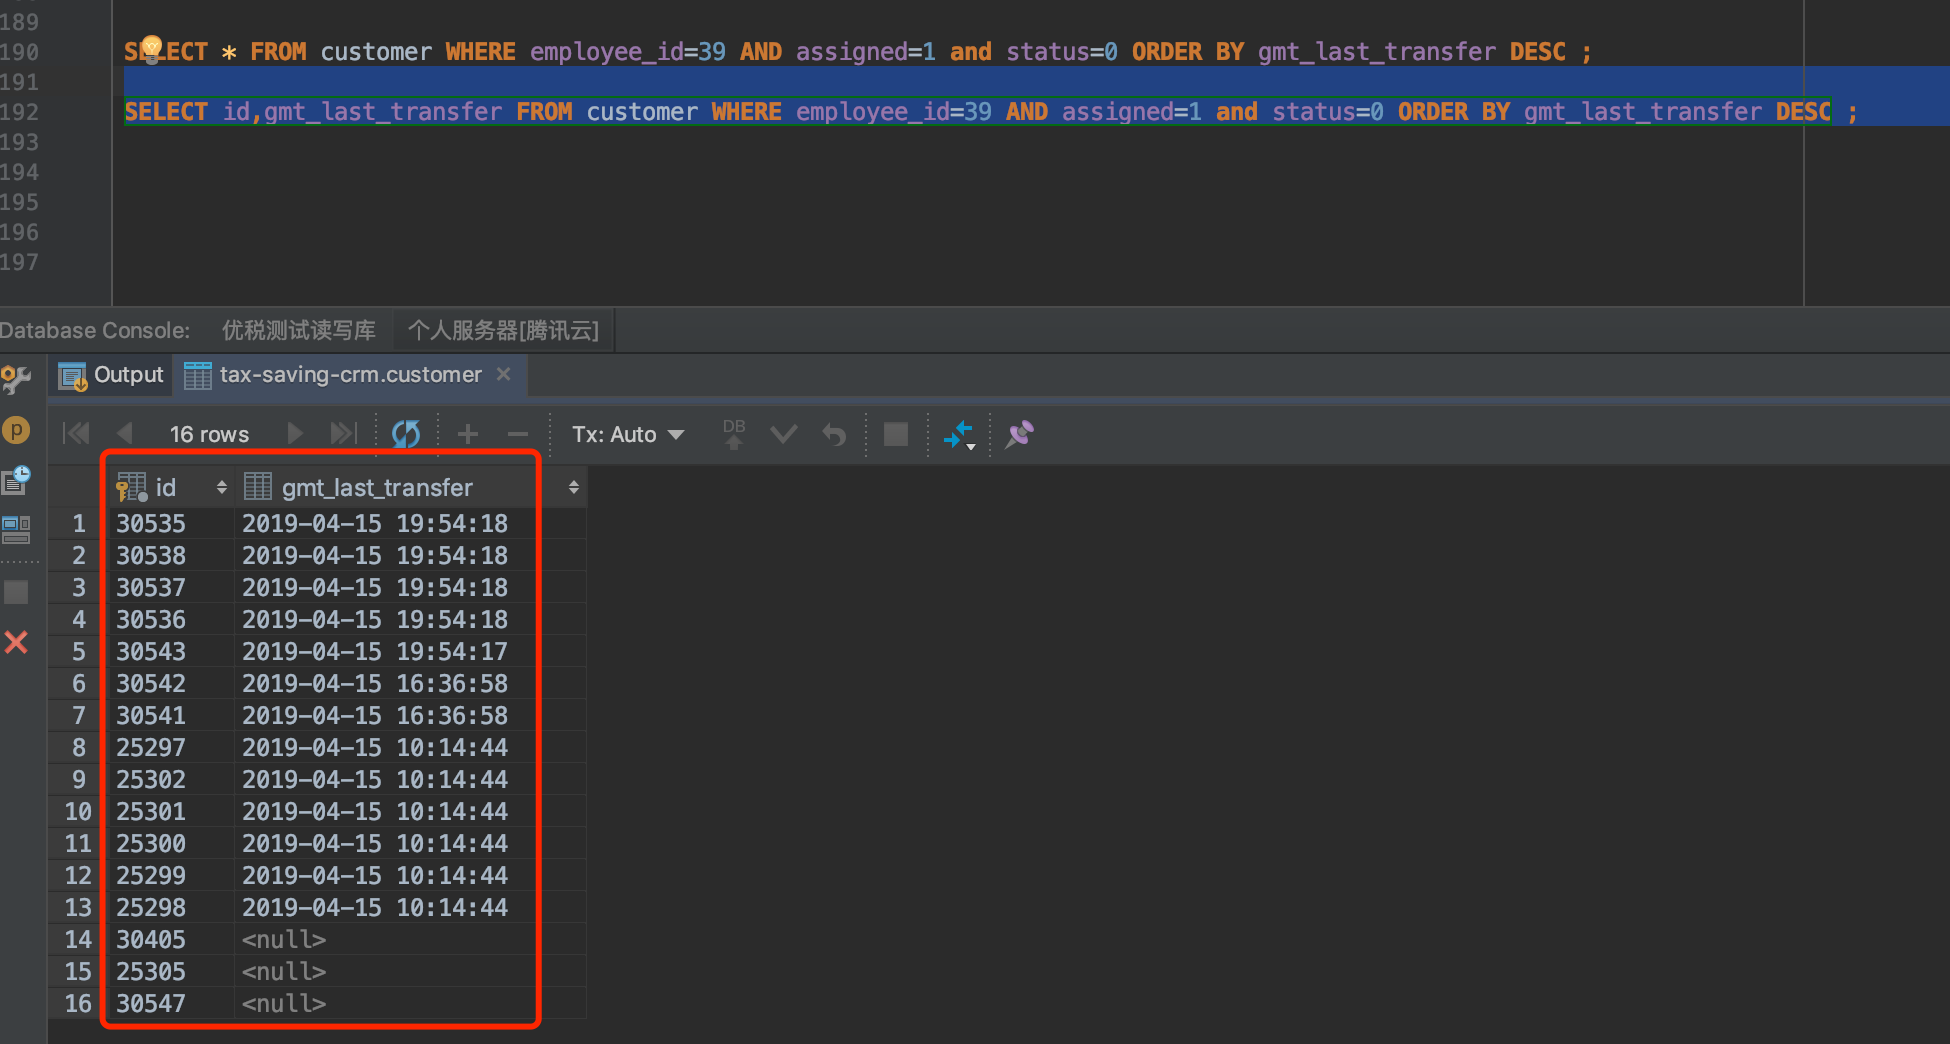 189
190 SELECT * FROM customer WHERE employee_id=39 AND assigned=1 and status=0 ORDER BY gmt_last_transfer DESC ;
191
192 SELECT id,gmt_last_transfer FROM customer WHERE employee_id=39 AND assigned=1 and status=0 ORDER BY gmt_last_transfer DESC ;
193
194
195
196
197
Database Console: 优税测试读写库 个人服务器[腾讯云]
Output tax-saving-crm.customer
16 rows Tx: Auto DB
id gmt_last_transfer
1 30535 2019-04-15 19:54:18
2 30538 2019-04-15 19:54:18
3 30537 2019-04-15 19:54:18
4 30536 2019-04-15 19:54:18
5 30543 2019-04-15 19:54:17
6 30542 2019-04-15 16:36:58
7 30541 2019-04-15 16:36:58
8 25297 2019-04-15 10:14:44
9 25302 2019-04-15 10:14:44
10 25301 2019-04-15 10:14:44
11 25300 2019-04-15 10:14:44
12 25299 2019-04-15 10:14:44
13 25298 2019-04-15 10:14:44
14 30405 <null>
15 25305 <null>
16 30547 <null>
p